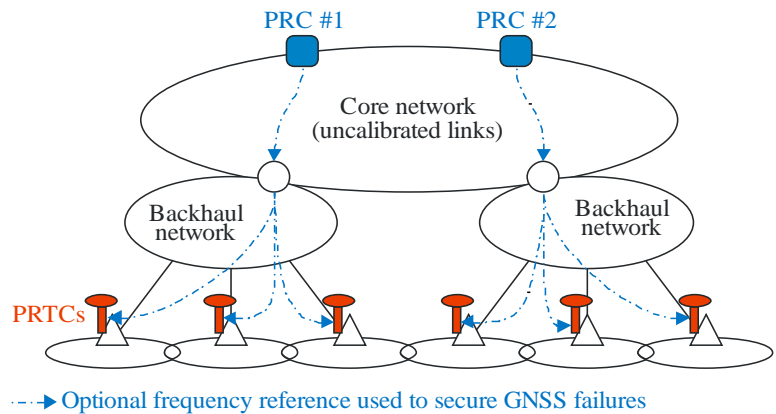 PRC #1
PRC #2
Core network
(uncalibrated links)
Backhaul
network
Backhaul
network
PRTCs
Optional frequency reference used to secure GNSS failures